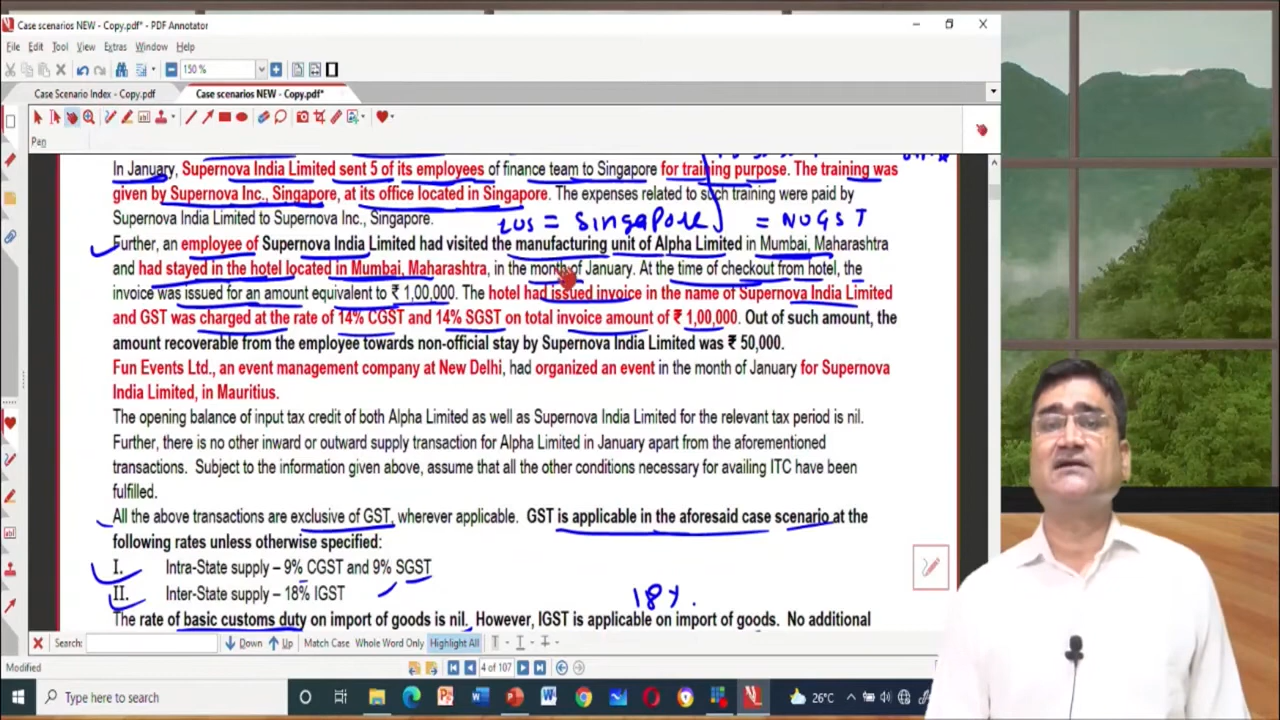 Case scenarios NEW - Copy.pdf* - PDF Annotator
File Edit Tool View Extras Window Help
150 %
Case Scenario Index - Copy.pdf Case scenarios NEW - Copy.pdf*
Pen
In January, Supernova India Limited sent 5 of its employees of finance team to Singapore for training purpose. The training was
given by Supernova Inc., Singapore, at its office located in Singapore. The expenses related to such training were paid by
Supernova India Limited to Supernova Inc., Singapore.
= Singapore = NO GST
Further, an employee of Supernova India Limited had visited the manufacturing unit of Alpha Limited in Mumbai, Maharashtra
and had stayed in the hotel located in Mumbai, Maharashtra, in the month of January. At the time of checkout from hotel, the
invoice was issued for an amount equivalent to ₹ 1,00,000. The hotel had issued invoice in the name of Supernova India Limited
and GST was charged at the rate of 14% CGST and 14% SGST on total invoice amount of ₹ 1,00,000. Out of such amount, the
amount recoverable from the employee towards non-official stay by Supernova India Limited was ₹ 50,000.
Fun Events Ltd., an event management company at New Delhi, had organized an event in the month of January for Supernova
India Limited, in Mauritius.
The opening balance of input tax credit of both Alpha Limited as well as Supernova India Limited for the relevant tax period is nil.
Further, there is no other inward or outward supply transaction for Alpha Limited in January apart from the aforementioned
transactions. Subject to the information given above, assume that all the other conditions necessary for availing ITC have been
fulfilled.
All the above transactions are exclusive of GST, wherever applicable. GST is applicable in the aforesaid case scenario at the
following rates unless otherwise specified:
I. Intra-State supply – 9% CGST and 9% SGST
II. Inter-State supply – 18% IGST
18%.
The rate of basic customs duty on import of goods is nil. However, IGST is applicable on import of goods. No additional
Search: Down Up Match Case Whole Word Only Highlight All
Modified 4 of 107
Type here to search 26°C